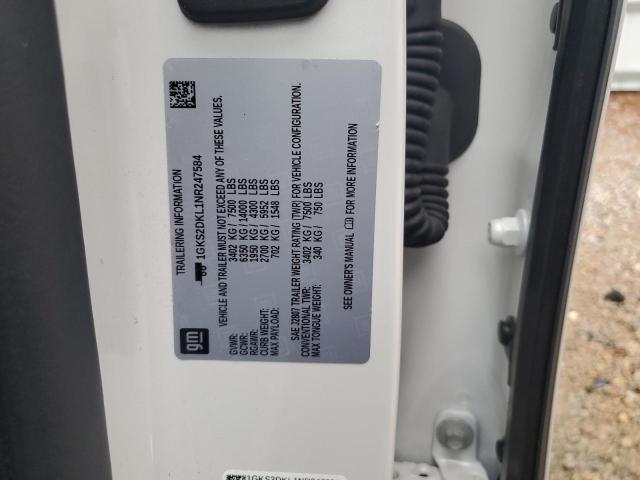 TRAILERING INFORMATION
1GKS2DKL1NR247584
VEHICLE AND TRAILER MUST NOT EXCEED ANY OF THESE VALUES.
GVWR: 3402 KG / 7500 LBS
GCWR: 6350 KG / 14000 LBS
RGAWR: 1950 KG / 4300 LBS
CURB WEIGHT: 2700 KG / 5952 LBS
MAX PAYLOAD: 702 KG / 1548 LBS
SAE J2807 TRAILER WEIGHT RATING (TWR) FOR VEHICLE CONFIGURATION.
CONVENTIONAL TWR: 3402 KG / 7500 LBS
MAX TONGUE WEIGHT: 340 KG / 750 LBS
SEE OWNER'S MANUAL FOR MORE INFORMATION
gm